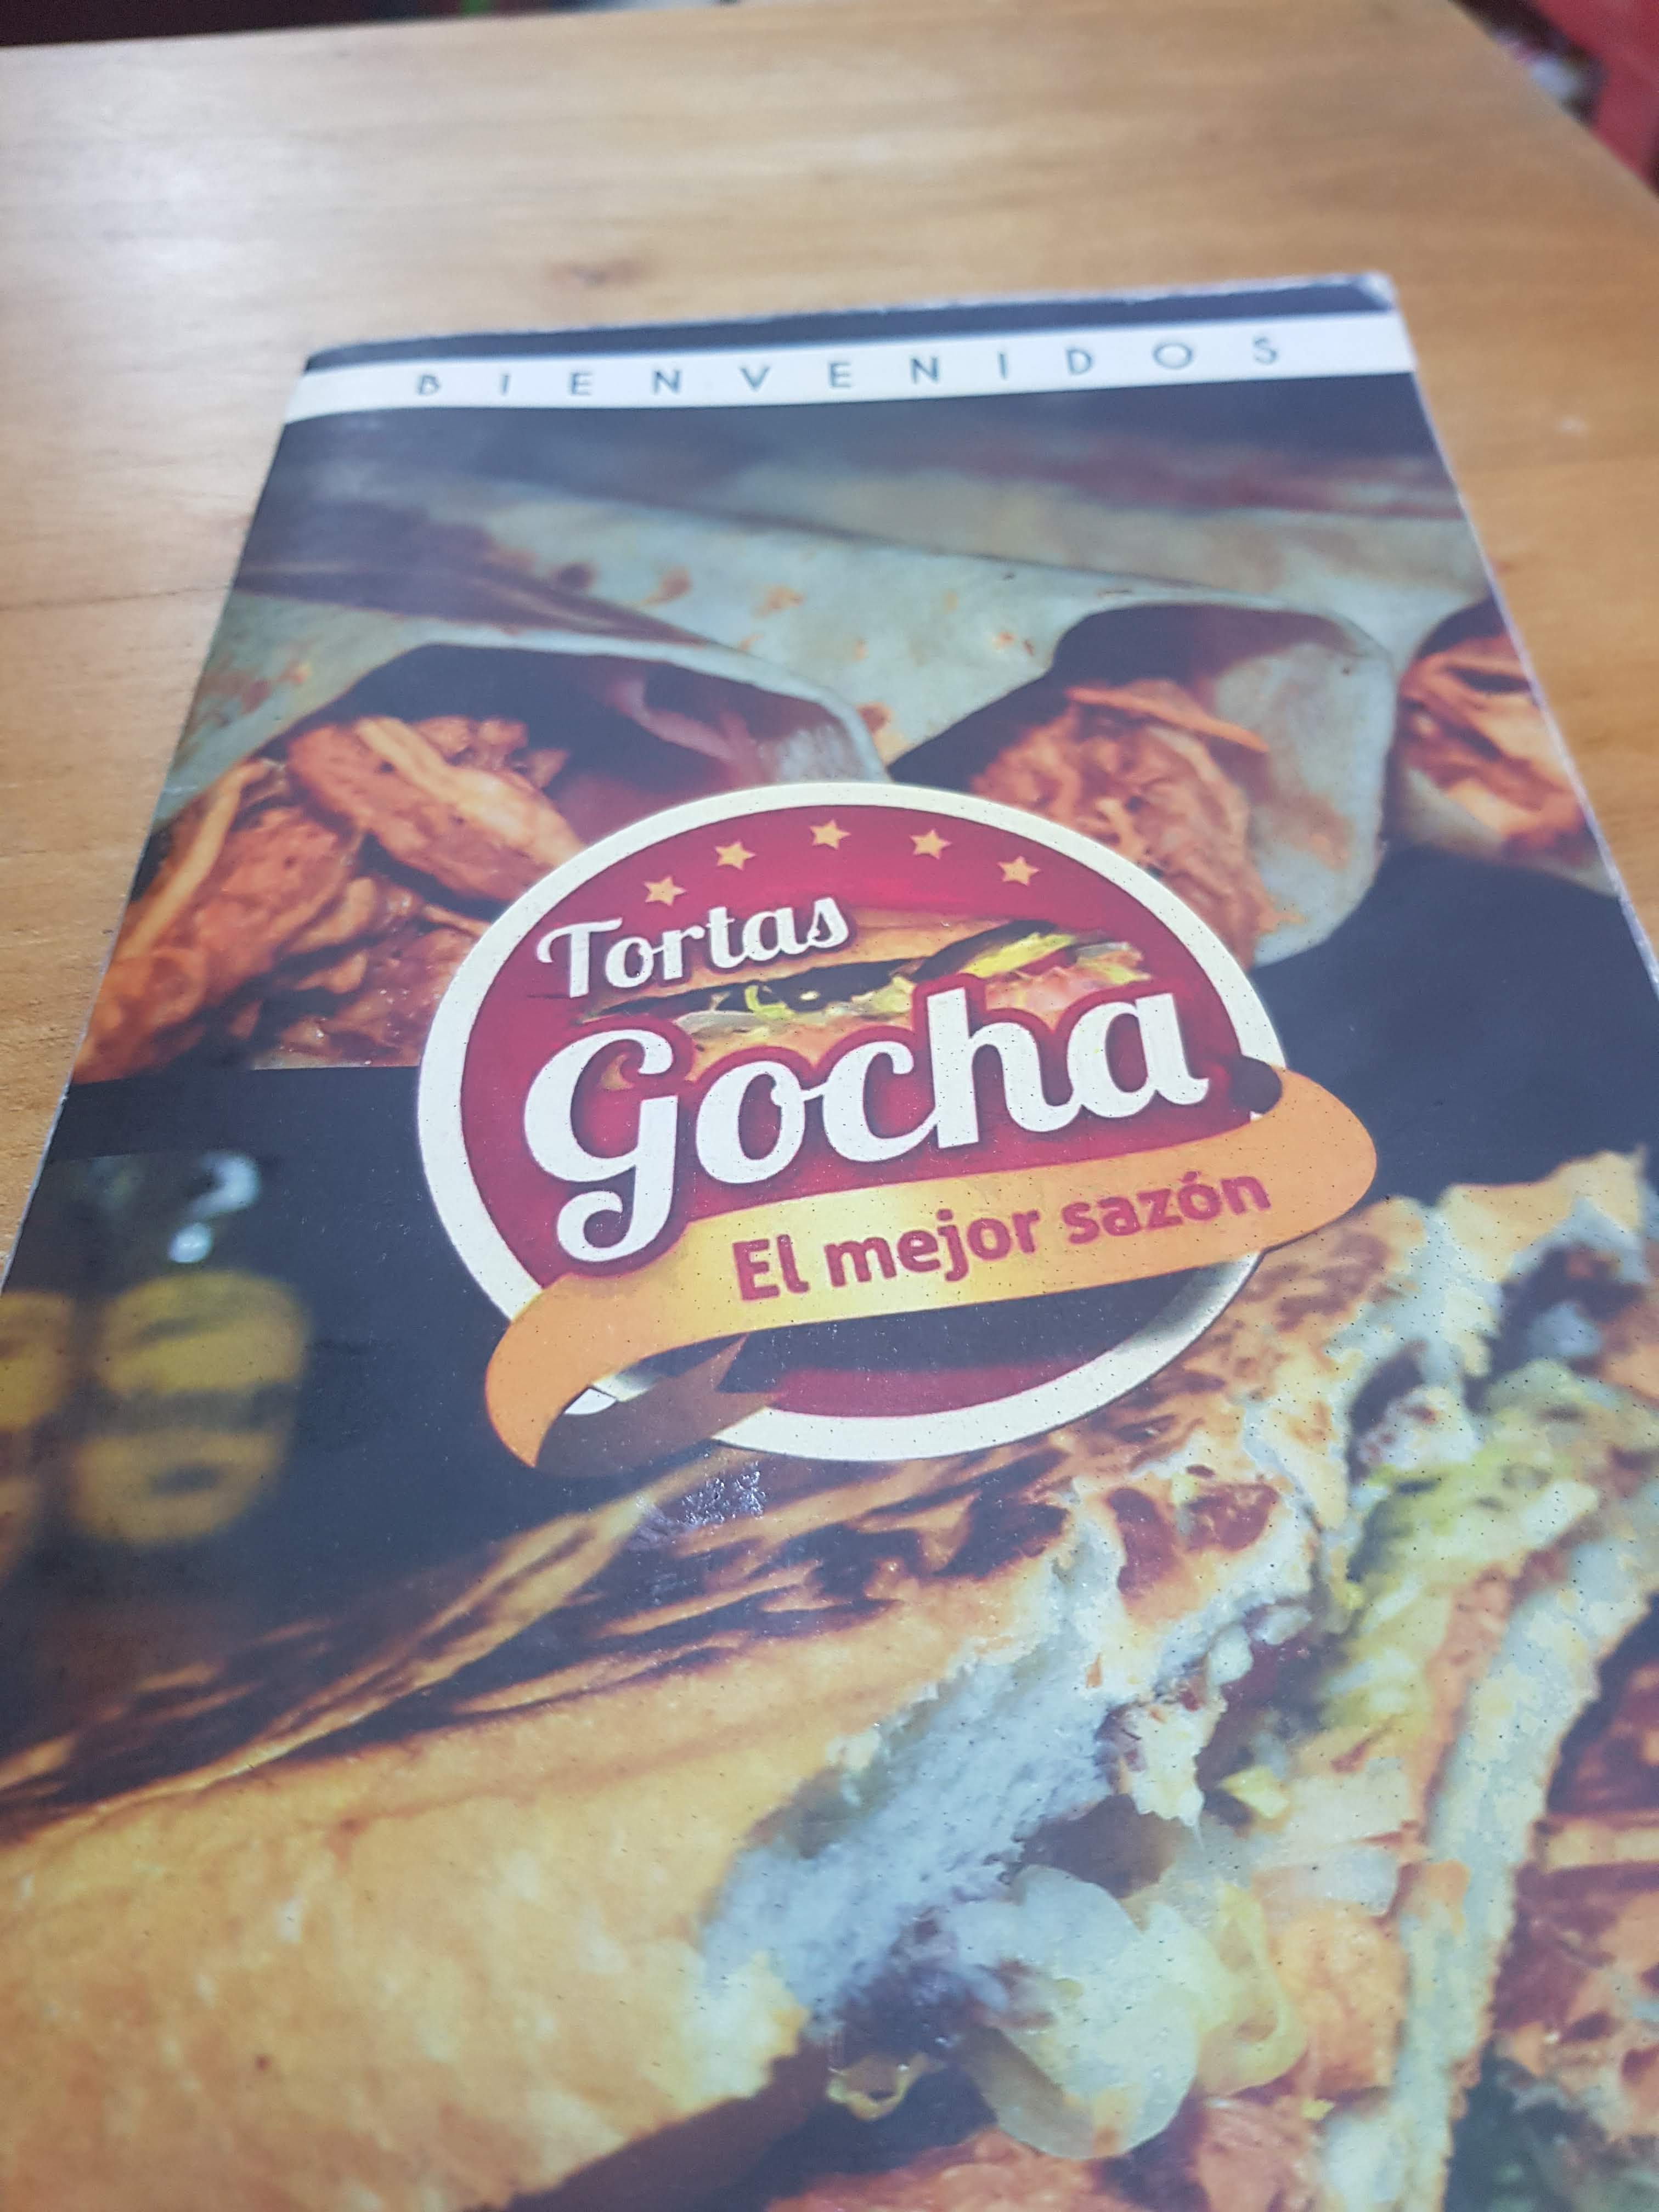 BIENVENIDOS
Tortas
Gocha
El mejor sazón